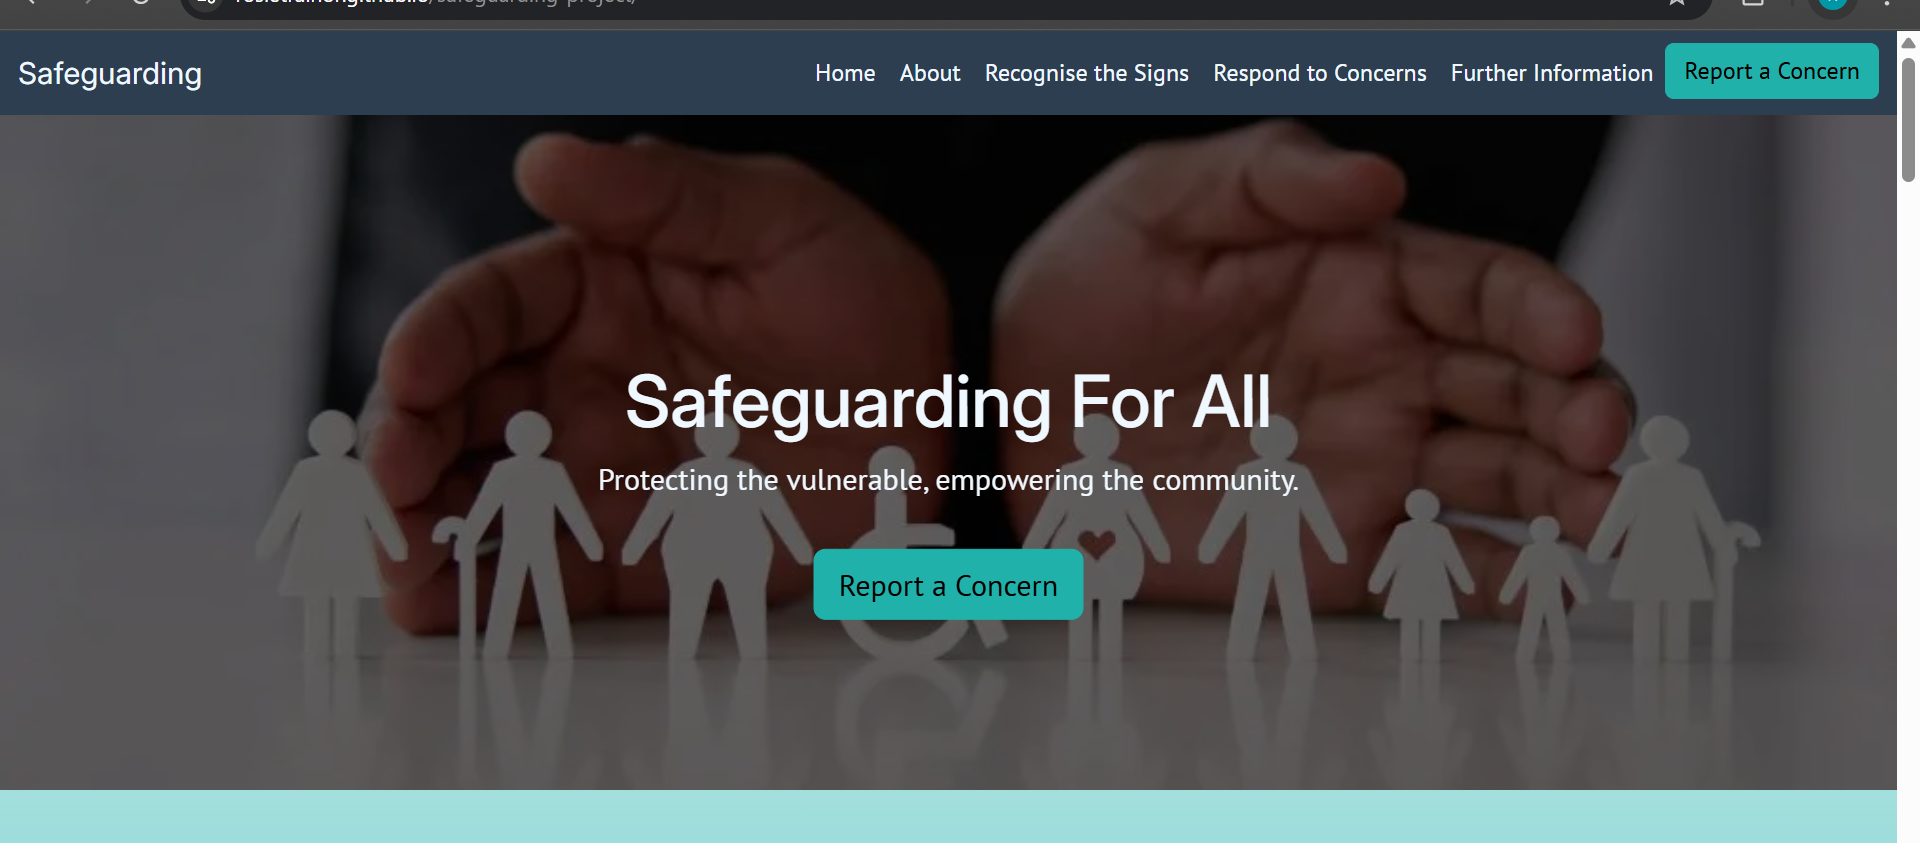 Safeguarding
Home About Recognise the Signs Respond to Concerns Further Information Report a Concern
Safeguarding For All
Protecting the vulnerable, empowering the community.
Report a Concern